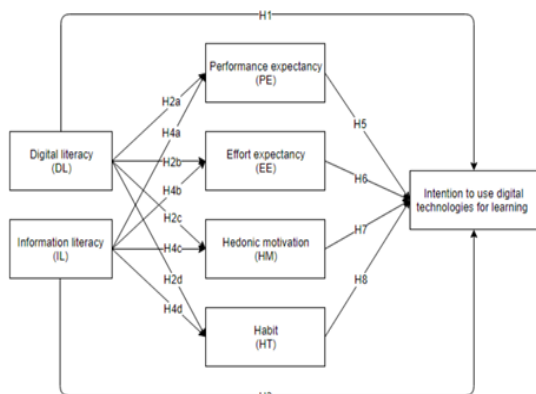 H1
Performance expectancy
(PE)
H2a
H4a
H5
Digital literacy
(DL)
Effort expectancy
(EE)
H2b
H6
H4b
Intention to use digital
technologies for learning
H2c
Information literacy
(IL)
Hedonic motivation
(HM)
H4c
H7
H2d
H8
H4d
Habit
(HT)